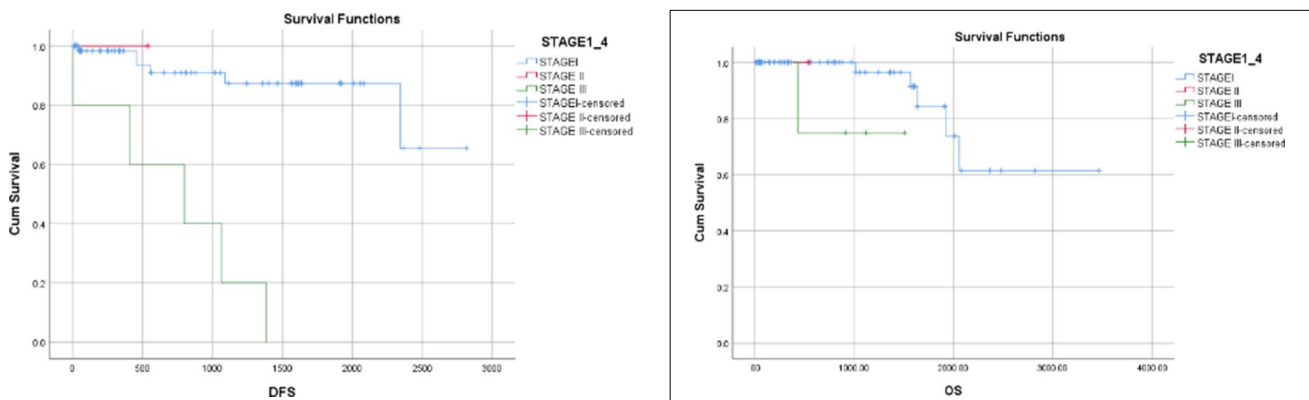 Survival Functions
STAGE1_4
STAGEI
STAGE II
STAGE III
STAGEI-censored
STAGE II-censored
STAGE III-censored
Cum Survival
1.0
0.8
0.6
0.4
0.2
0.0
0
500
1000
1500
2000
2500
3000
DFS
Survival Functions
STAGE1_4
STAGEI
STAGE II
STAGE III
STAGEI-censored
STAGE II-censored
STAGE III-censored
Cum Survival
1.0
0.8
0.6
0.4
0.2
0.0
.00
1000.00
2000.00
3000.00
4000.00
OS